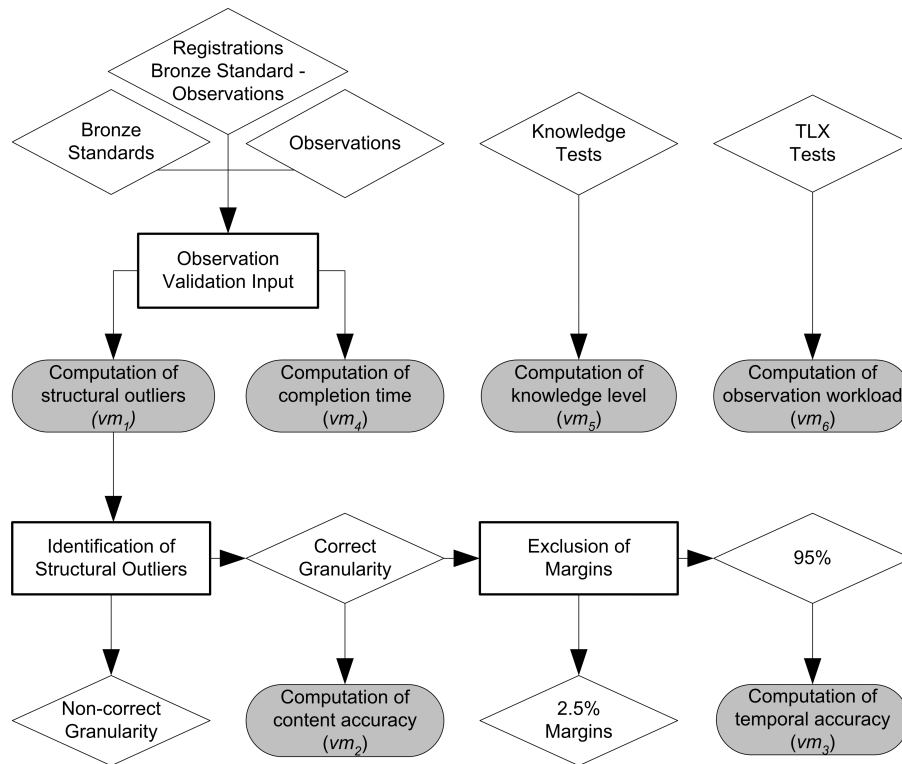 Registrations
Bronze Standard -
Observations
Bronze
Standards
Observations
Knowledge
Tests
TLX
Tests
Observation
Validation Input
Computation of
structural outliers
(vm1)
Computation of
completion time
(vm4)
Computation of
knowledge level
(vm5)
Computation of
observation workload
(vm6)
Identification of
Structural Outliers
Correct
Granularity
Exclusion of
Margins
95%
Non-correct
Granularity
Computation of
content accuracy
(vm2)
2.5%
Margins
Computation of
temporal accuracy
(vm3)